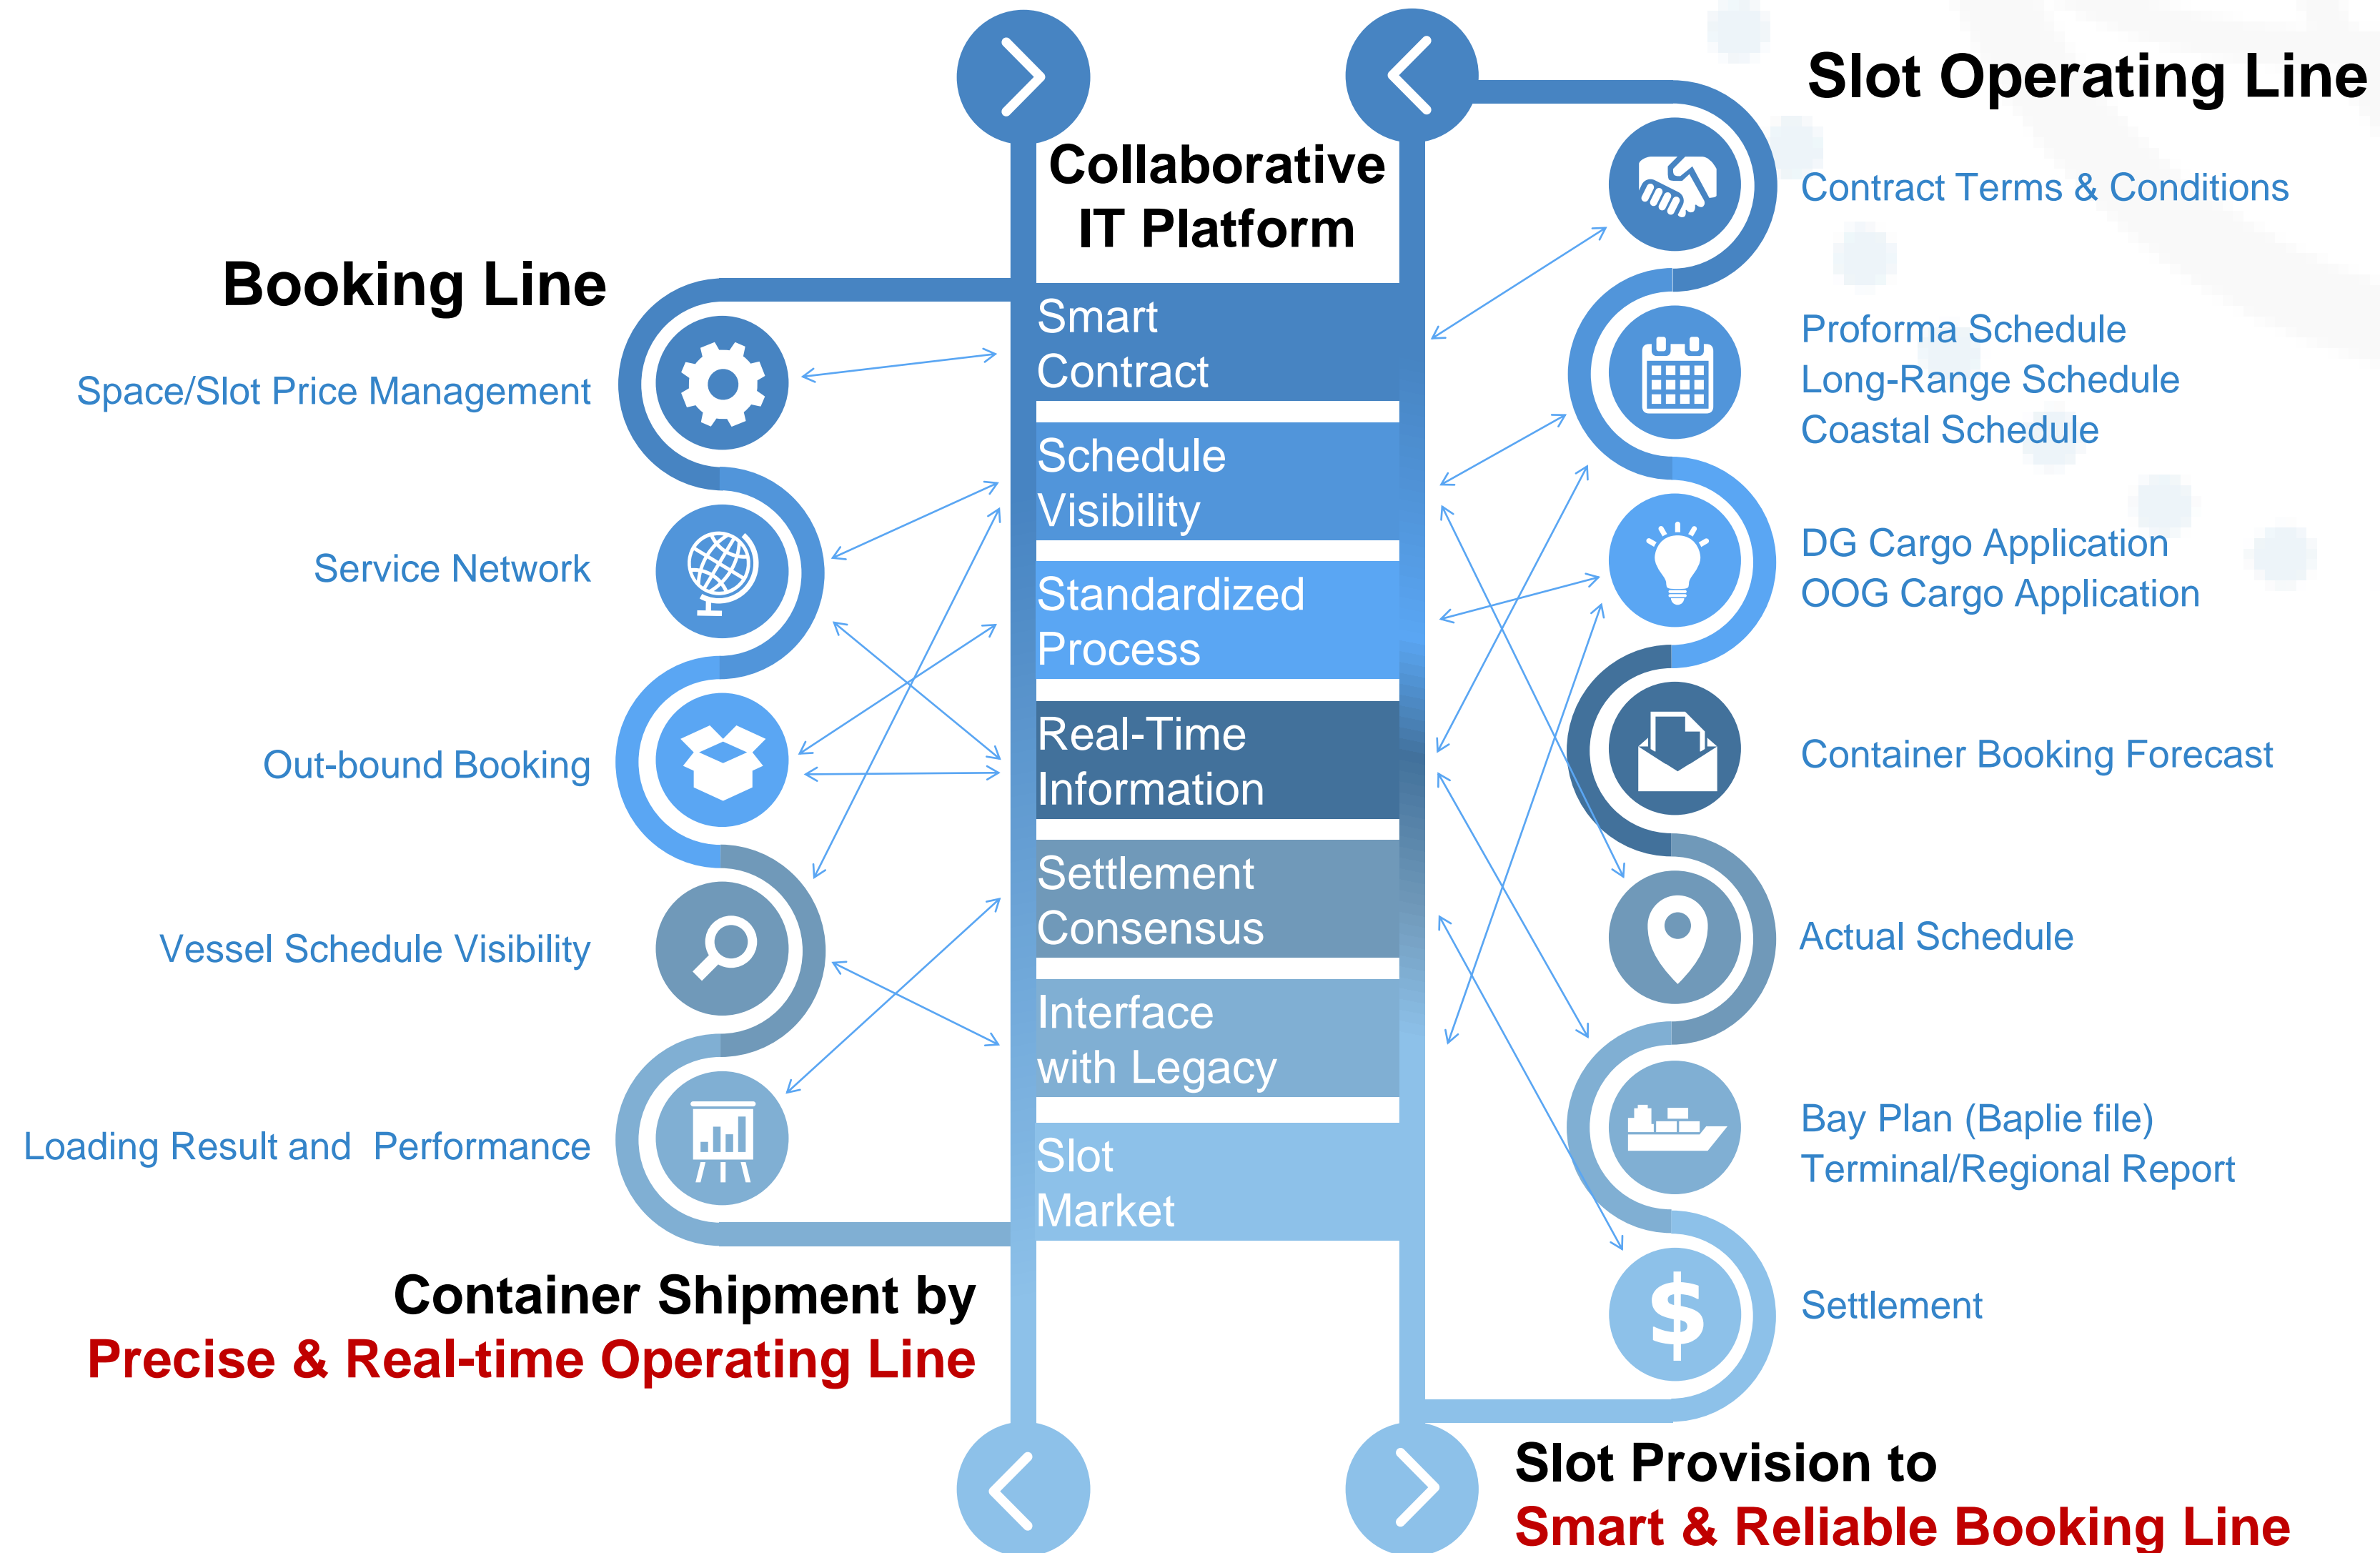 Slot Operating Line
Collaborative
IT Platform
Booking Line
Space/Slot Price Management
Service Network
Out-bound Booking
Vessel Schedule Visibility
Loading Result and  Performance
Smart
Contract
Schedule
Visibility
Standardized
Process
Real-Time
Information
Settlement
Consensus
Interface
with Legacy
Slot
Market
Contract Terms & Conditions
Proforma Schedule
Long-Range Schedule
Coastal Schedule
DG Cargo Application
OOG Cargo Application
Container Booking Forecast
Actual Schedule
Bay Plan (Baplie file)
Terminal/Regional Report
$
Settlement
Container Shipment by
Precise & Real-time Operating Line
Slot Provision to
Smart & Reliable Booking Line